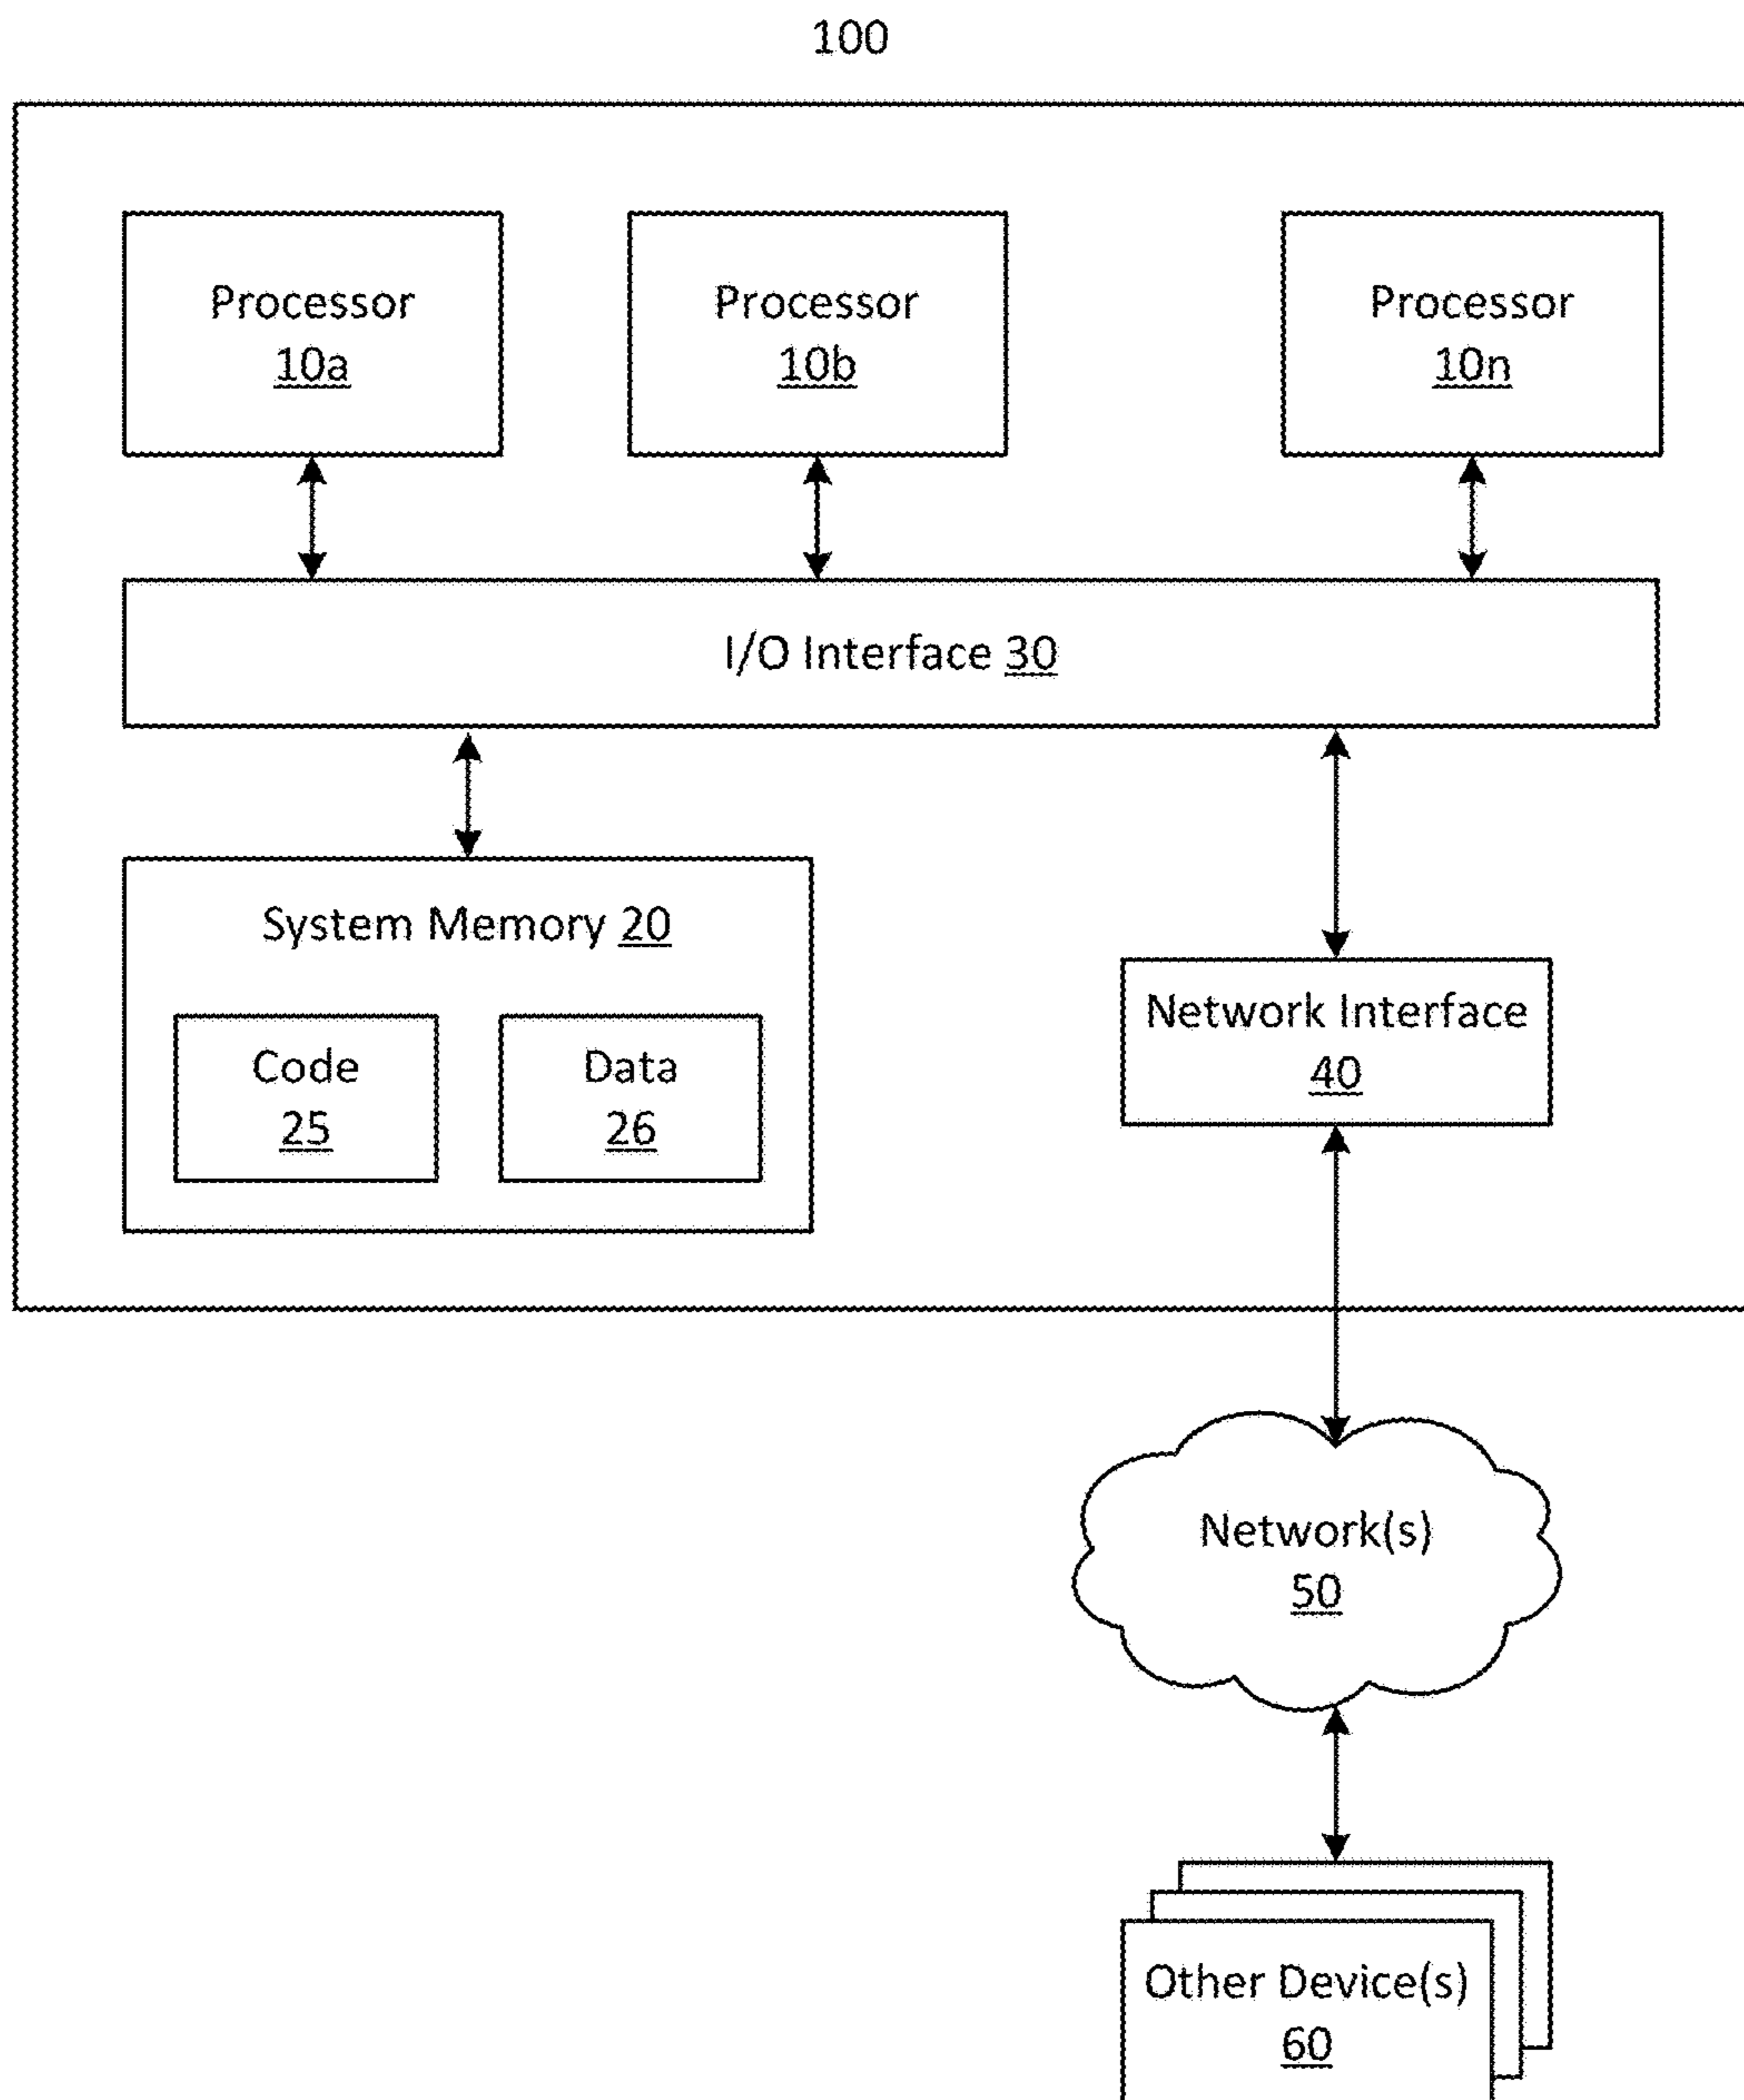 100
Processor
10a
Processor
10b
Processor
10n
I/O Interface 30
System Memory 20
Code
25
Data
26
Network Interface
40
Network(s)
50
Other Device(s)
60